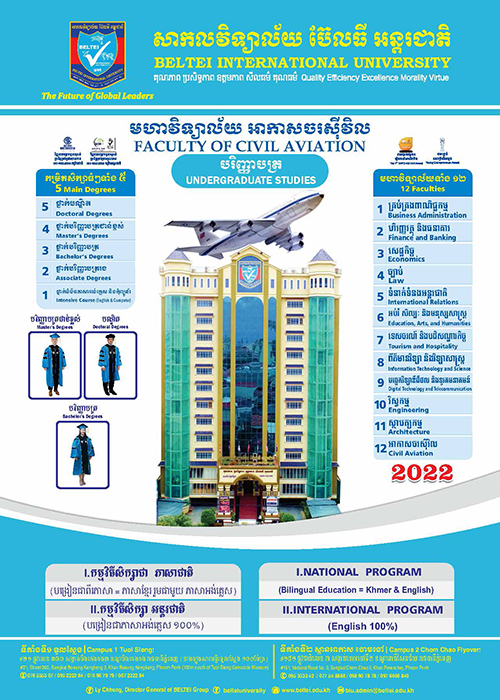 សាកលវិទ្យាល័យ ប៊ែលធី អន្តរជាតិ
BELTEI INTERNATIONAL UNIVERSITY
គុណភាព ប្រសិទ្ធភាព ឧត្តមភាព សីលធម៌ គុណធម៌ Quality Efficiency Excellence Morality Virtue
The Future of Global Leaders
មហាវិទ្យាល័យ អាកាសចរស៊ីវិល
FACULTY OF CIVIL AVIATION
បរិញ្ញាបត្រ
UNDERGRADUATE STUDIES
កម្រិតសិក្សាធំៗទាំង ៥
5 Main Degrees
5 ថ្នាក់បណ្ឌិត
Doctoral Degrees
4 ថ្នាក់បរិញ្ញាបត្រជាន់ខ្ពស់
Master's Degrees
3 ថ្នាក់បរិញ្ញាបត្រ
Bachelor's Degrees
2 ថ្នាក់បរិញ្ញាបត្ររង
Associate Degrees
1
Intensive Course (English & Computer)
បរិញ្ញាបត្រជាន់ខ្ពស់
Master's Degrees
បណ្ឌិត
Doctoral Degrees
បរិញ្ញាបត្រ
Bachelor's Degrees
មហាវិទ្យាល័យទាំង ១២
12 Faculties
1 គ្រប់គ្រងពាណិជ្ជកម្ម
Business Administration
2 ហិរញ្ញវត្ថុ និងធនាគារ
Finance and Banking
3 សេដ្ឋកិច្ច
Economics
4 ច្បាប់
Law
5 ទំនាក់ទំនងអន្តរជាតិ
International Relations
6 អប់រំ សិល្បៈ និងមនុស្សសាស្ត្រ
Education, Arts, and Humanities
7 ទេសចរណ៍ និងបដិសណ្ឋារកិច្ច
Tourism and Hospitality
8 ព័ត៌មានវិទ្យា និងវិទ្យាសាស្ត្រ
Information Technology and Science
9 បច្ចេកវិទ្យាឌីជីថល និងទូរគមនាគមន៍
Digital Technology and Telecommunication
10 វិស្វកម្ម
Engineering
11 ស្ថាបត្យកម្ម
Architecture
12 អាកាសចរស៊ីវិល
Civil Aviation
2022
I.កម្មវិធីសិក្សាជា ភាសាជាតិ
(បង្រៀនជាពីរភាសា = ភាសាខ្មែរ រួមជាមួយ ភាសាអង់គ្លេស)
II.កម្មវិធីសិក្សា អន្តរជាតិ
(បង្រៀនជាភាសាអង់គ្លេស ១០០%)
I.NATIONAL PROGRAM
(Bilingual Education = Khmer & English)
II.INTERNATIONAL PROGRAM
(English 100%)
ទីតាំងទី១ ទួលស្លែង | Campus 1 Tuol Sleng:
ទីតាំងទី២ ស្ពានអាកាស ចោមចៅ | Campus 2 Chom Chao Flyover:
Ly Chheng, Director General of BELTEI Group
beltei university
www.beltei.edu.kh
biu.admin@beltei.edu.kh